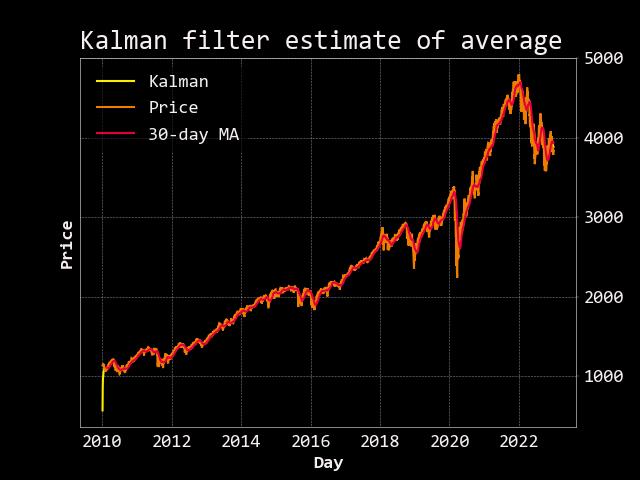 Kalman filter estimate of average
Kalman
Price
30-day MA
5000
4000
3000
2000
1000
Price
2010 2012 2014 2016 2018 2020 2022
Day